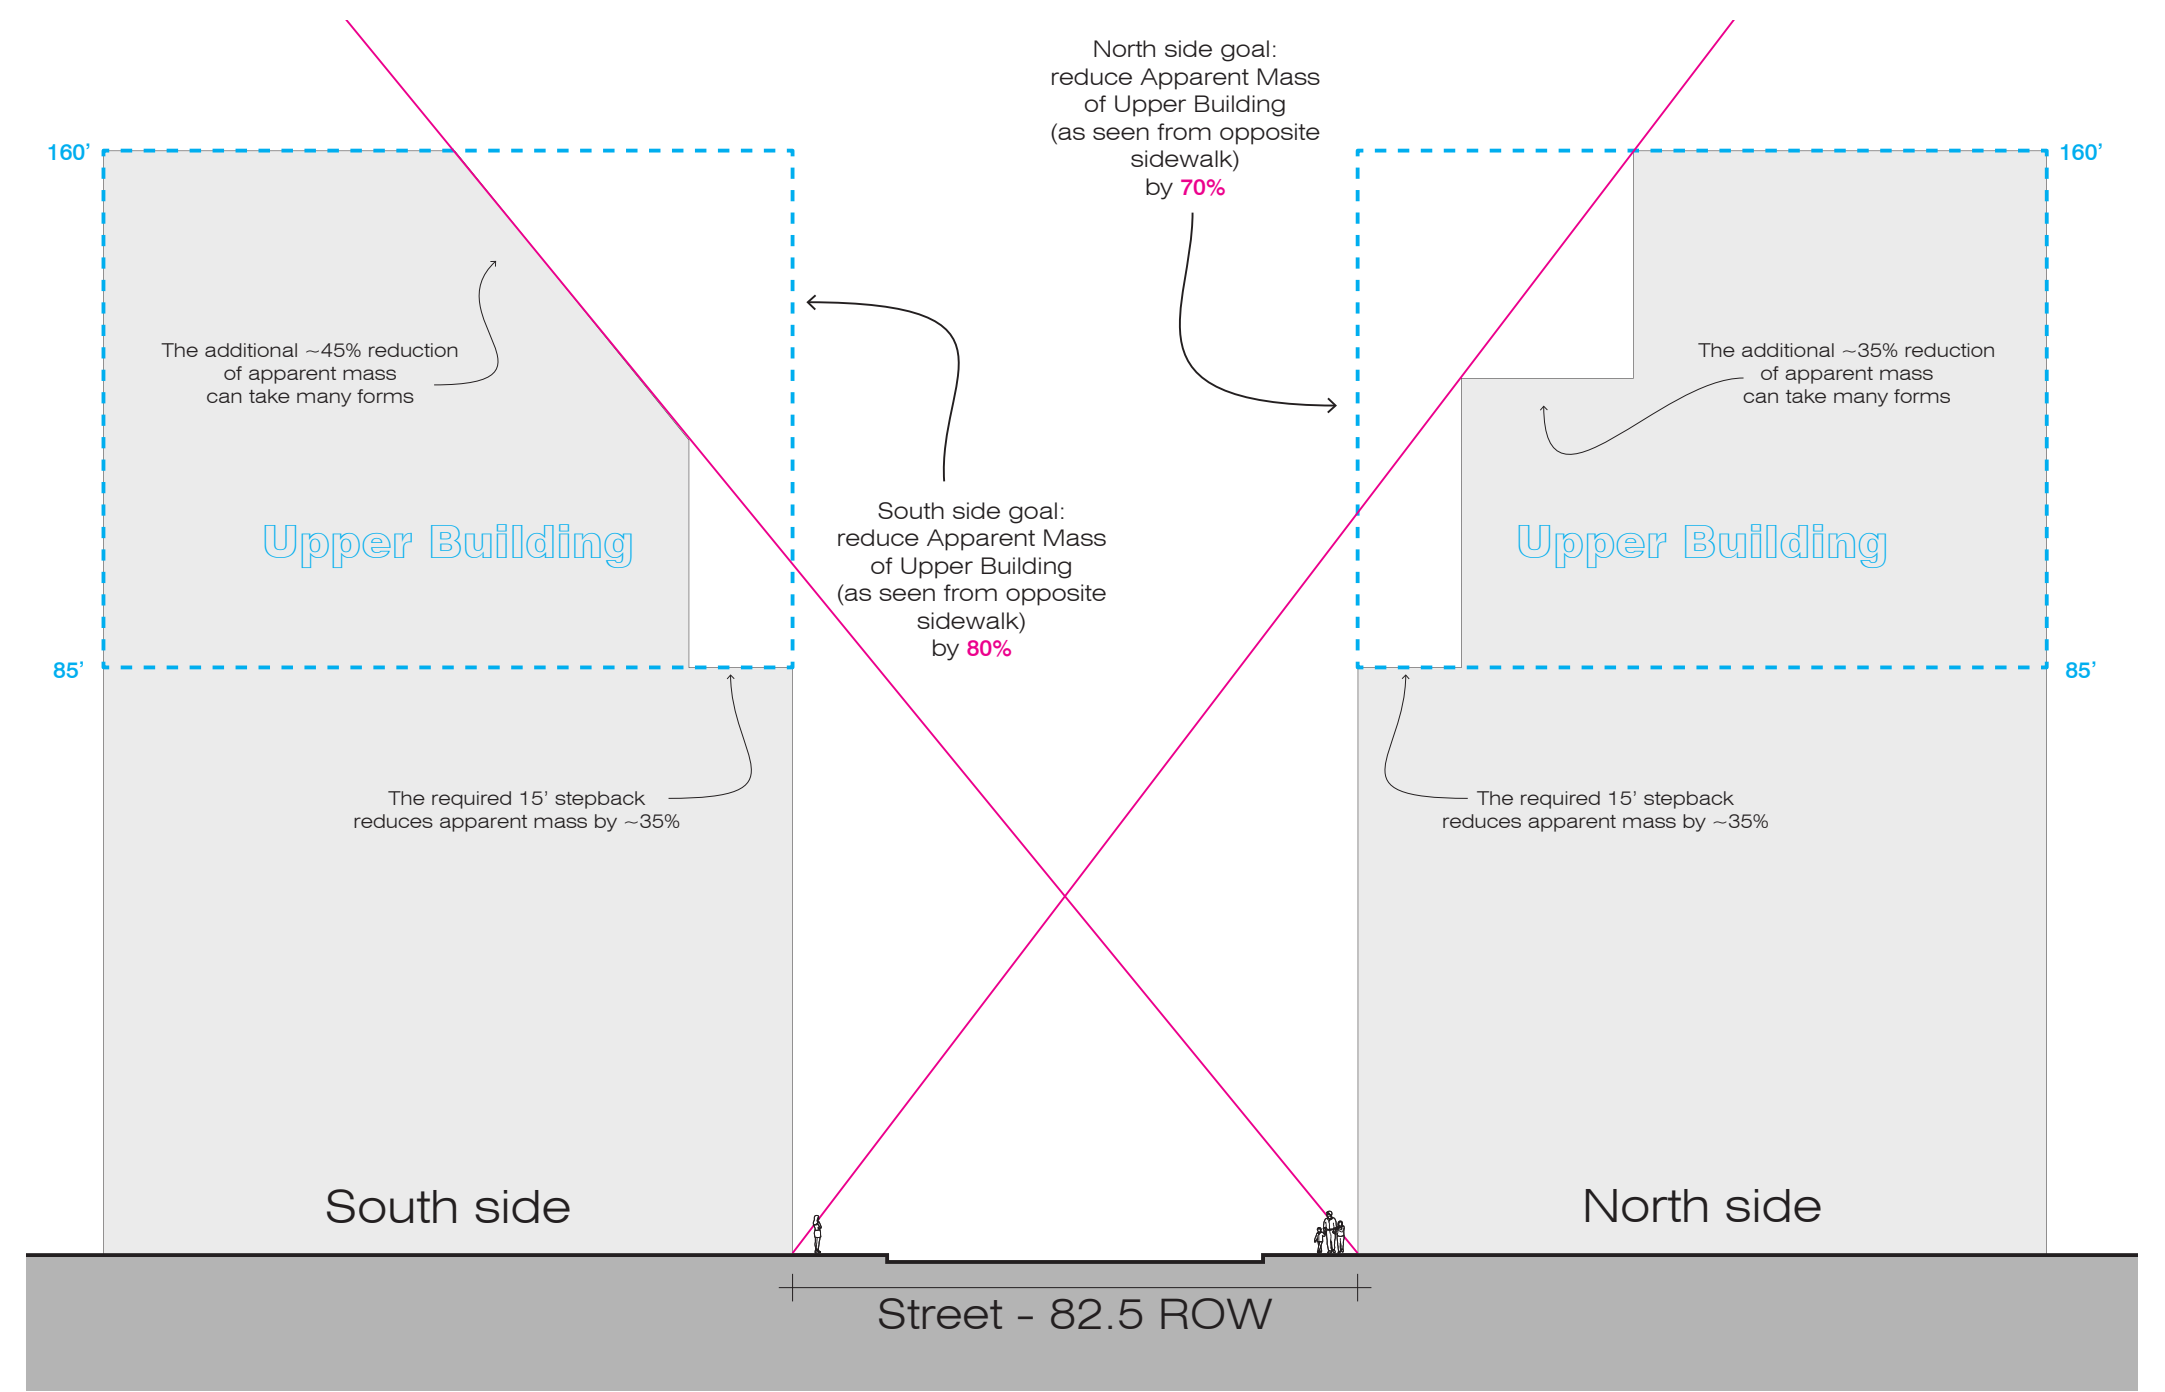 North side goal:
reduce Apparent Mass
of Upper Building
(as seen from opposite
sidewalk)
by 70%
160’
160’
The additional ~45% reduction
of apparent mass
can take many forms
The additional ~35% reduction
of apparent mass
can take many forms
South side goal:
reduce Apparent Mass
of Upper Building
(as seen from opposite
sidewalk)
by 80%
Upper Building
Upper Building
85’
85’
The required 15’ stepback
reduces apparent mass by ~35%
The required 15’ stepback
reduces apparent mass by ~35%
South side
North side
Street - 82.5 ROW